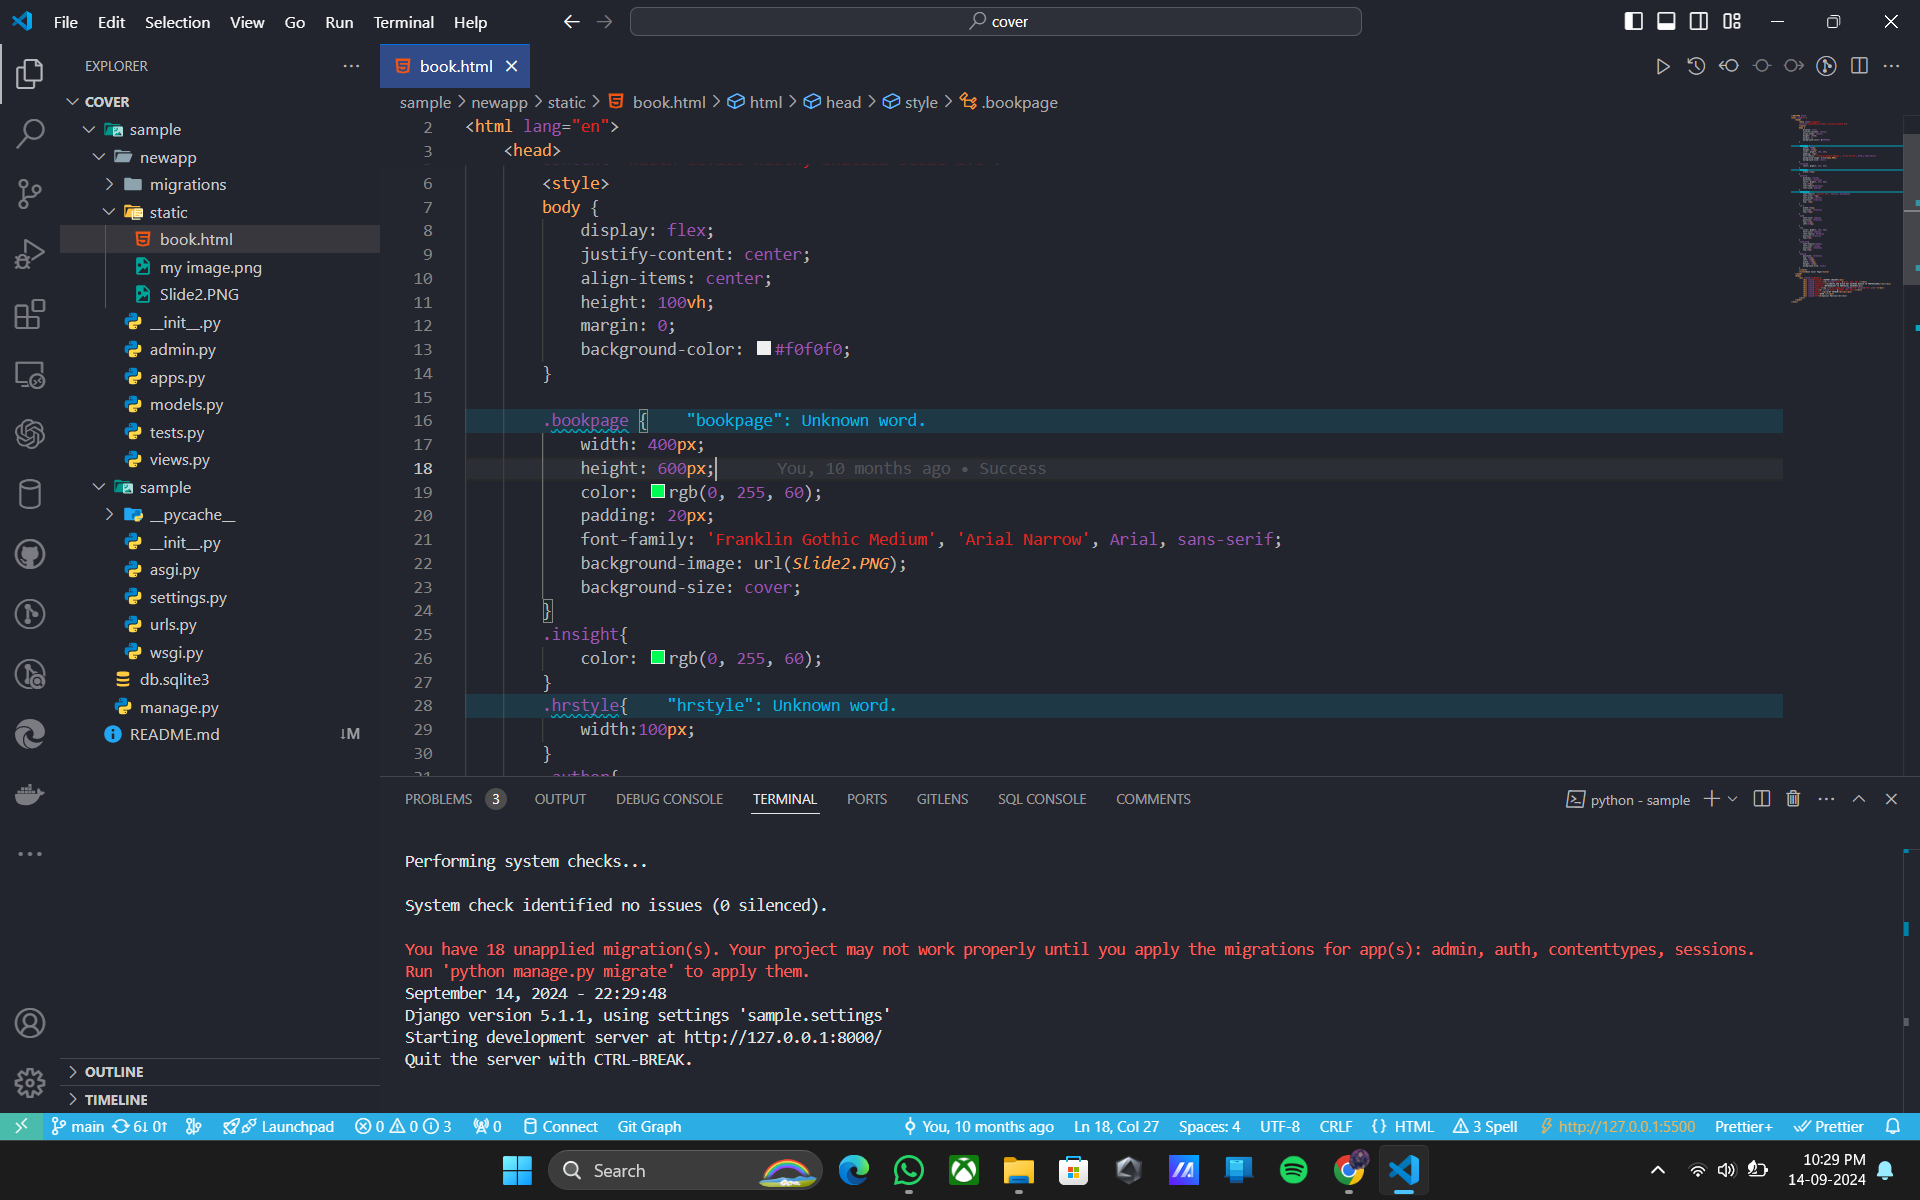 File Edit Selection View Go Run Terminal Help
cover
EXPLORER
COVER
sample
newapp
migrations
static
book.html
my image.png
Slide2.PNG
__init__.py
admin.py
apps.py
models.py
tests.py
views.py
sample
__pycache__
__init__.py
asgi.py
settings.py
urls.py
wsgi.py
db.sqlite3
manage.py
README.md ↓M
OUTLINE
TIMELINE
book.html
sample > newapp > static > book.html > html > head > style > .bookpage
2 <html lang="en">
3 <head>
6 <style>
7 body {
8 display: flex;
9 justify-content: center;
10 align-items: center;
11 height: 100vh;
12 margin: 0;
13 background-color: #f0f0f0;
14 }
15
16 .bookpage { "bookpage": Unknown word.
17 width: 400px;
18 height: 600px; You, 10 months ago • Success
19 color: rgb(0, 255, 60);
20 padding: 20px;
21 font-family: 'Franklin Gothic Medium', 'Arial Narrow', Arial, sans-serif;
22 background-image: url(Slide2.PNG);
23 background-size: cover;
24 }
25 .insight{
26 color: rgb(0, 255, 60);
27 }
28 .hrstyle{ "hrstyle": Unknown word.
29 width:100px;
30 }
31 .author{
PROBLEMS 3 OUTPUT DEBUG CONSOLE TERMINAL PORTS GITLENS SQL CONSOLE COMMENTS
python - sample
Performing system checks...
System check identified no issues (0 silenced).
You have 18 unapplied migration(s). Your project may not work properly until you apply the migrations for app(s): admin, auth, contenttypes, sessions.
Run 'python manage.py migrate' to apply them.
September 14, 2024 - 22:29:48
Django version 5.1.1, using settings 'sample.settings'
Starting development server at http://127.0.0.1:8000/
Quit the server with CTRL-BREAK.
main 6↓ 0↑ Launchpad 0 0 3 0 Connect Git Graph You, 10 months ago Ln 18, Col 27 Spaces: 4 UTF-8 CRLF {} HTML 3 Spell http://127.0.0.1:5500 Prettier+ Prettier
Search
10:29 PM
14-09-2024